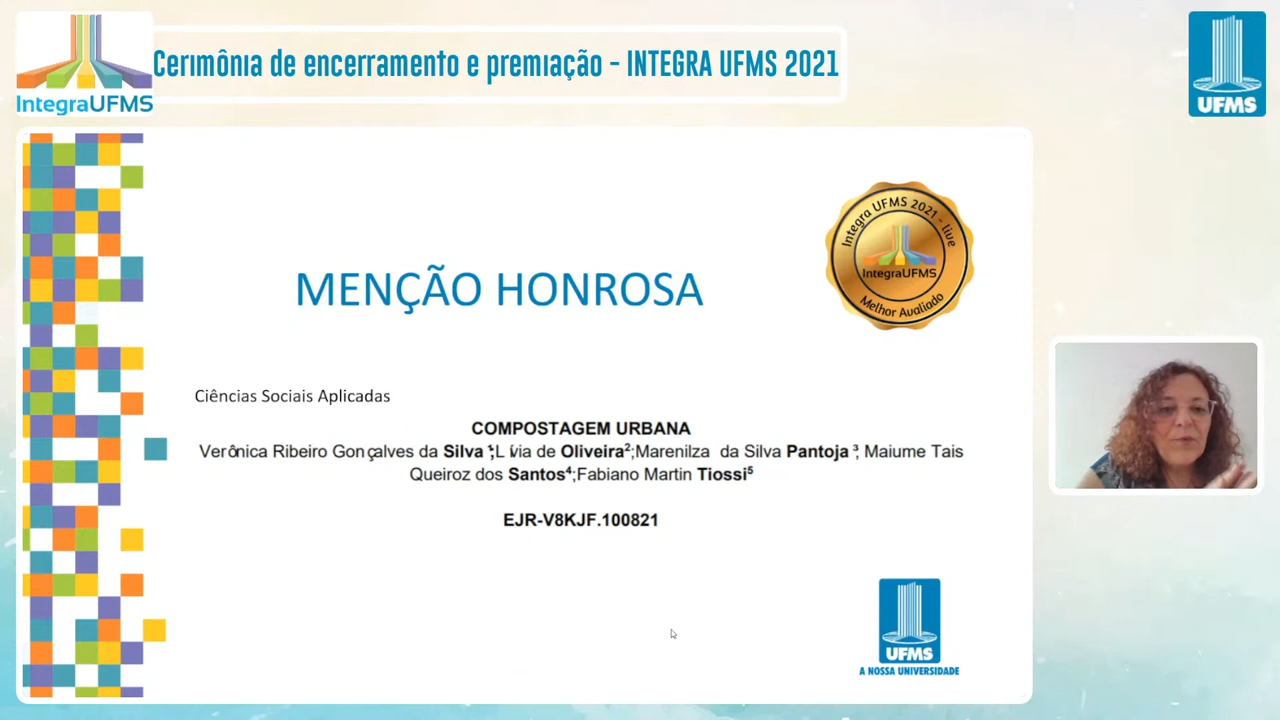 IntegraUFMS
Cerimônia de encerramento e premiação - INTEGRA UFMS 2021
UFMS
Integra UFMS 2021 - live
IntegraUFMS
Melhor Avaliado
MENÇÃO HONROSA
Ciências Sociais Aplicadas
COMPOSTAGEM URBANA
Verônica Ribeiro Gonçalves da Silva ¹;Lívia de Oliveira²;Marenilza da Silva Pantoja ³, Maiume Tais
Queiroz dos Santos⁴;Fabiano Martin Tiossi⁵
EJR-V8KJF.100821
UFMS
A NOSSA UNIVERSIDADE